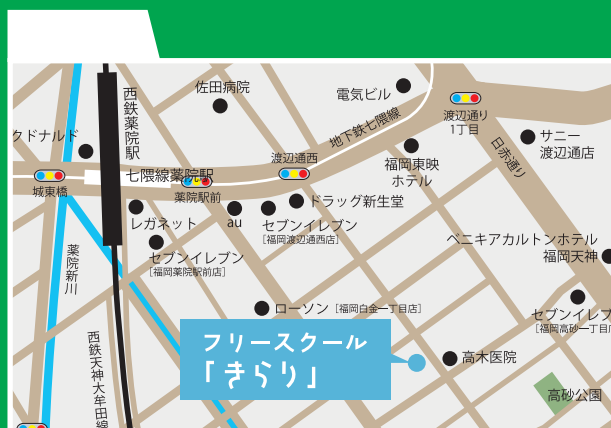 佐田病院
電気ビル
西鉄薬院駅
地下鉄七隈線
渡辺通り
1丁目
サニー
渡辺通店
クドナルド
日赤通り
渡辺通西
福岡東映
ホテル
七隈線薬院駅
城東橋
薬院駅前
ドラッグ新生堂
レガネット
au
セブンイレブン
[福岡渡辺通西店]
ベニキアカルトンホテル
福岡天神
薬院新川
セブンイレブン
[福岡薬院駅前店]
ローソン [福岡白金一丁目店]
セブンイレブ
[福岡高砂一丁目
西鉄天神大牟田線
フリースクール
「きらり」
高木医院
高砂公園